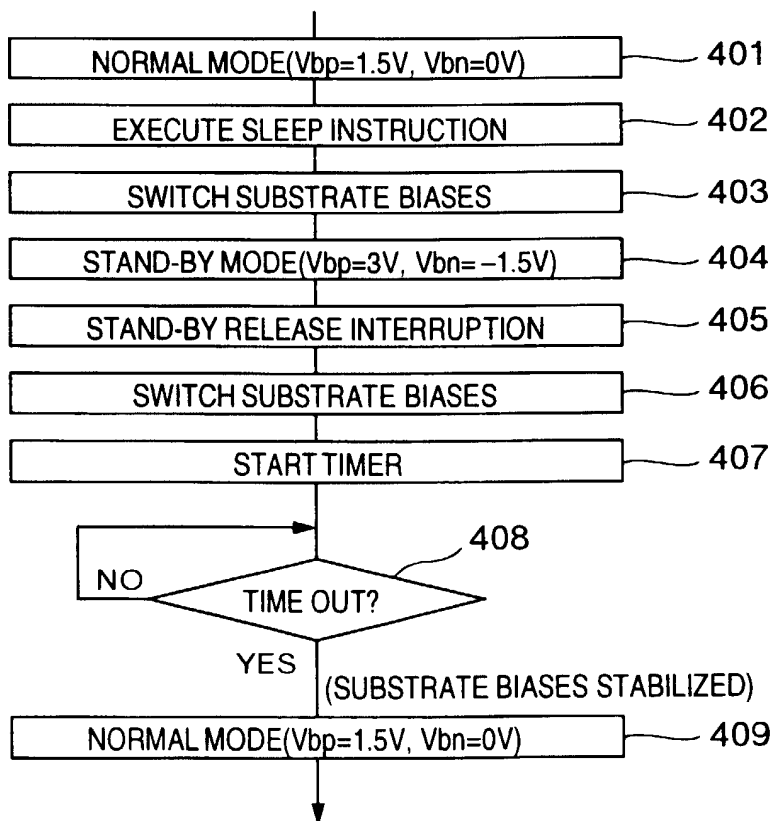 NORMAL MODE(Vbp=1.5V, Vbn=0V) 401
EXECUTE SLEEP INSTRUCTION 402
SWITCH SUBSTRATE BIASES 403
STAND-BY MODE(Vbp=3V, Vbn= −1.5V) 404
STAND-BY RELEASE INTERRUPTION 405
SWITCH SUBSTRATE BIASES 406
START TIMER 407
408
NO
TIME OUT?
YES
(SUBSTRATE BIASES STABILIZED)
NORMAL MODE(Vbp=1.5V, Vbn=0V) 409